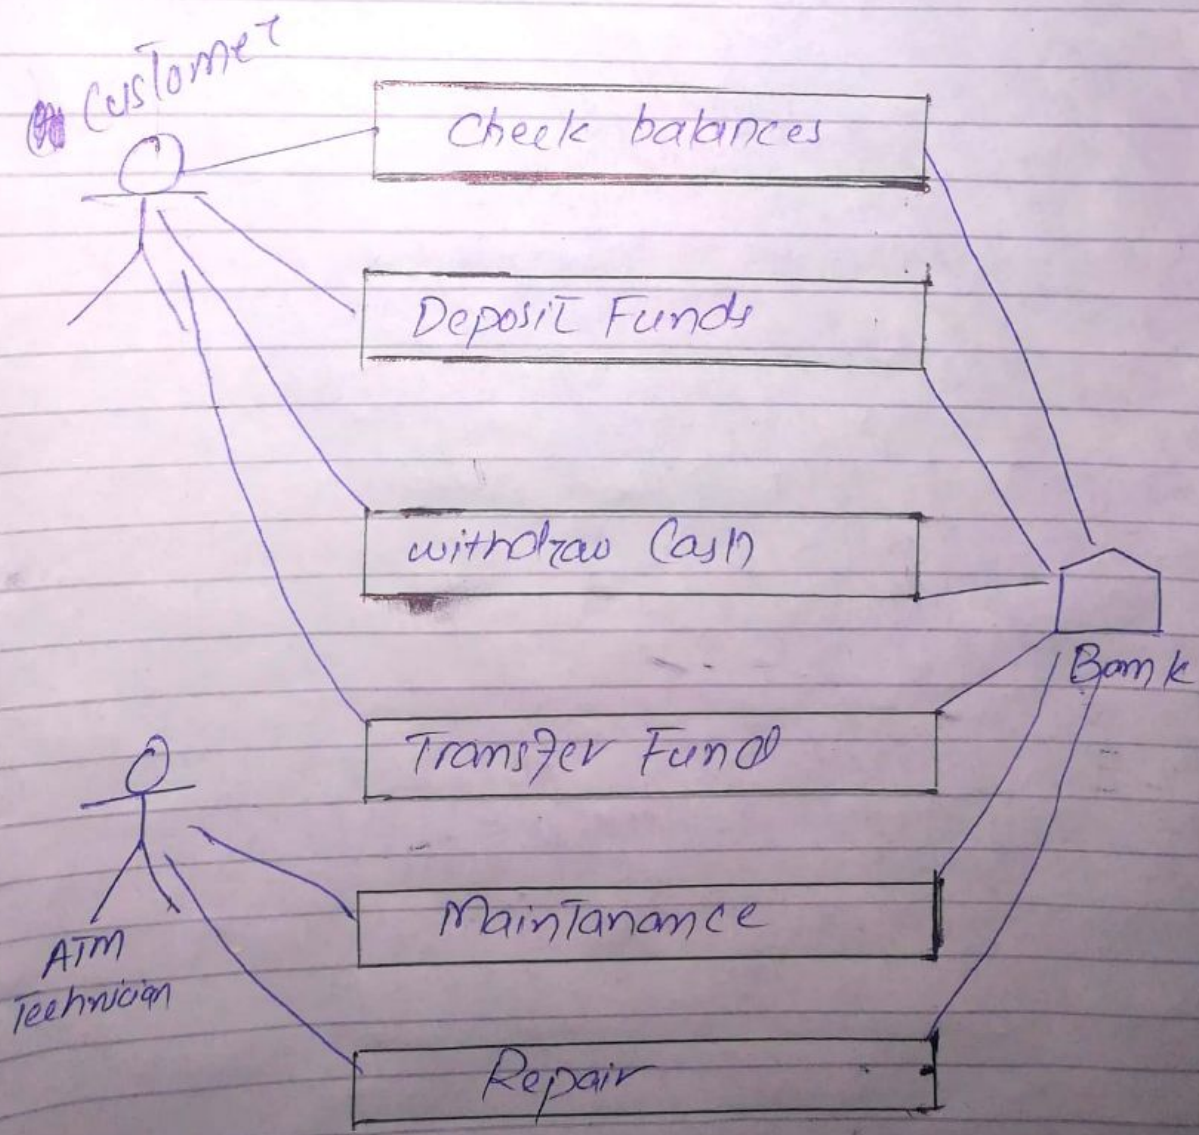 Customer
Check balances
Deposit Funds
withdraw Cash
Bank
Transfer Fund
Maintanance
ATM
Technician
Repair